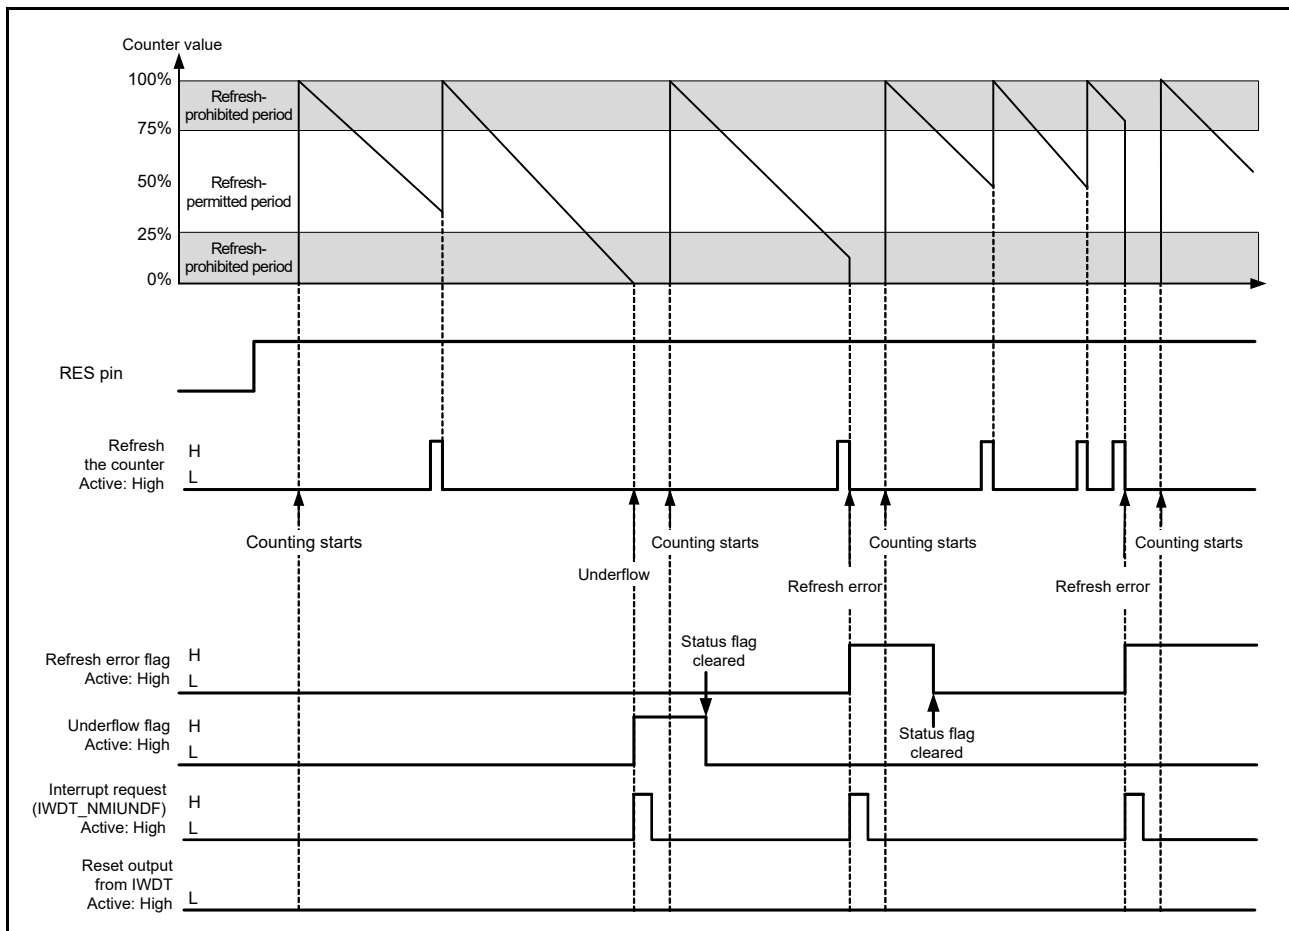 Counter value
100%
Refresh-
prohibited period
75%
50%
Refresh-
permitted period
25%
Refresh-
prohibited period
0%
RES pin
Refresh
the counter
Active: High
H
L
Counting starts
Counting starts
Counting starts
Counting starts
Underflow
Refresh error
Refresh error
Status flag
cleared
Refresh error flag
Active: High
H
L
Underflow flag
Active: High
H
L
Status flag
cleared
Interrupt request
(IWDT_NMIUNDF)
Active: High
H
L
Reset output
from IWDT
Active: High
L